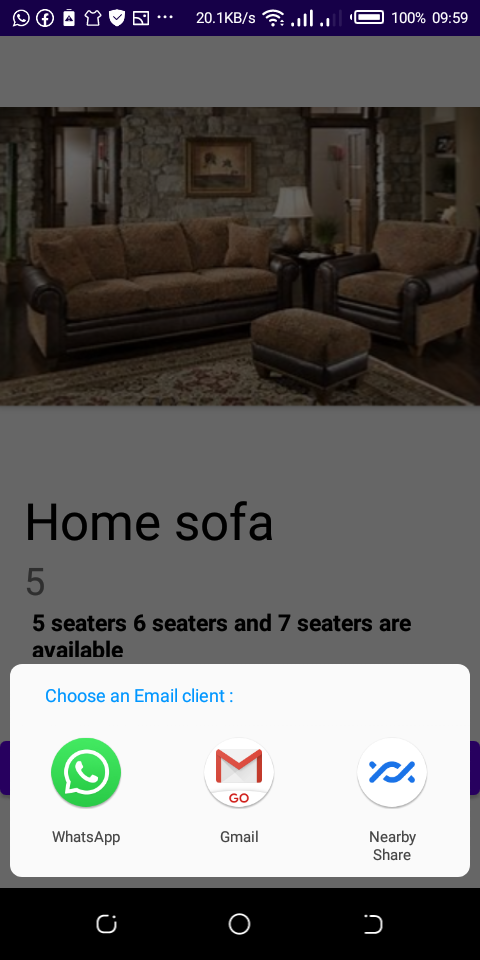 20.1KB/s 100% 09:59
Home sofa
5
5 seaters 6 seaters and 7 seaters are
available
Choose an Email client :
GO
WhatsApp Gmail Nearby
Share